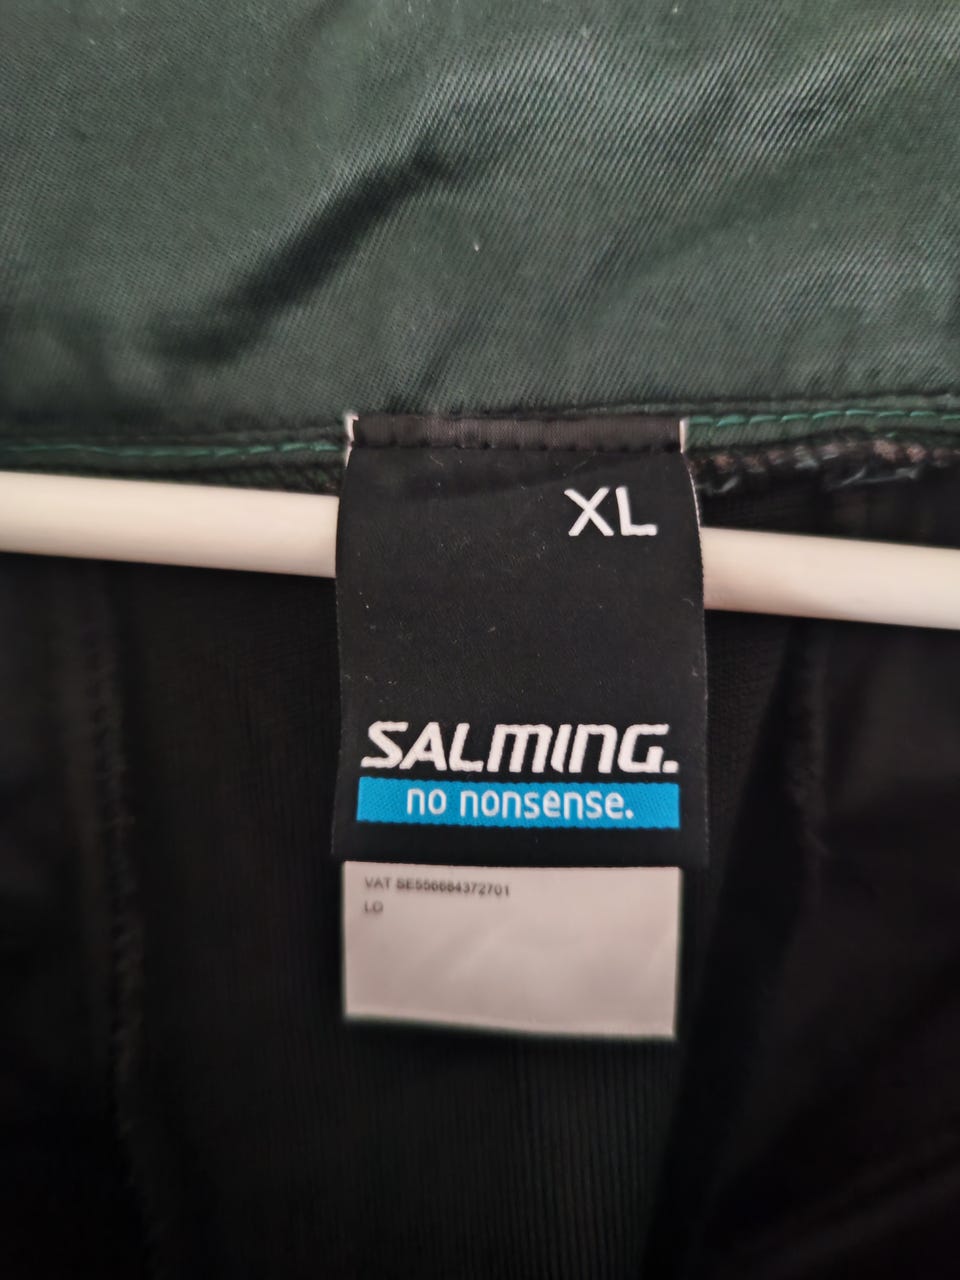 XL
SALMING.
no nonsense.
VAT SE556684372701
LO